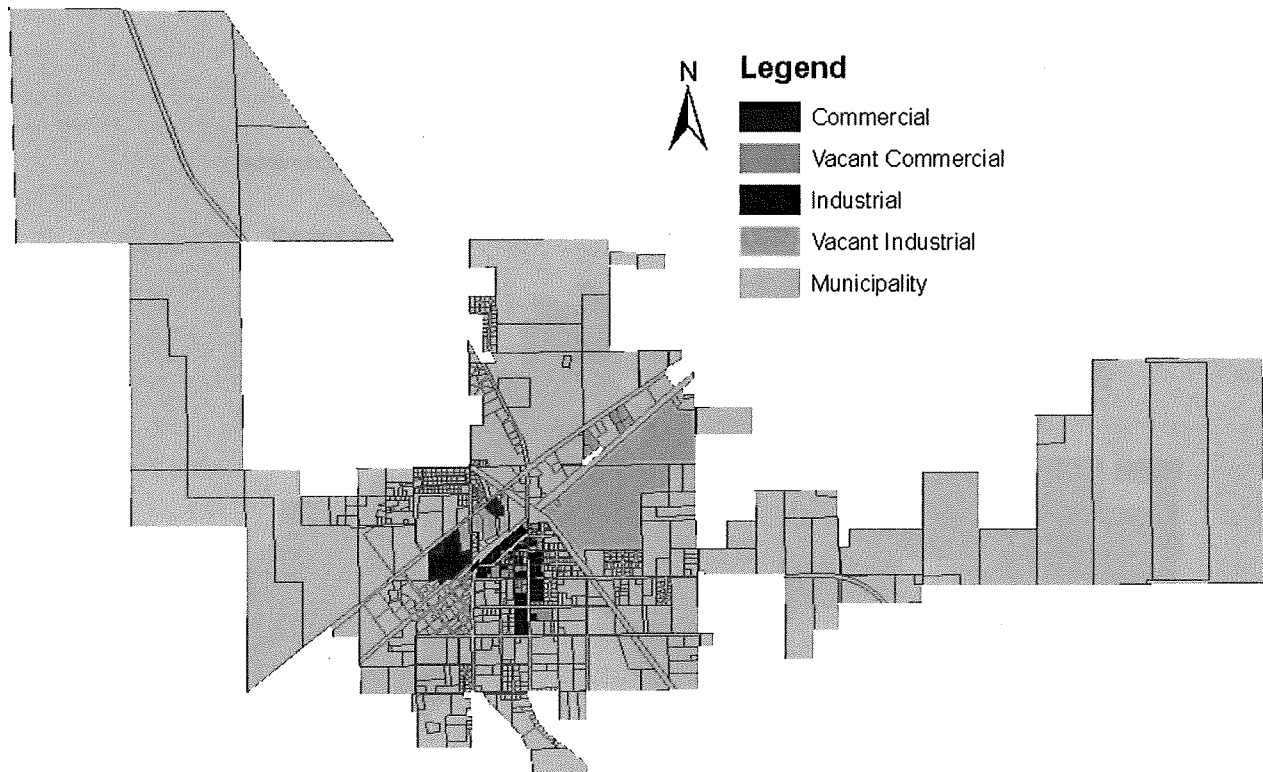 N
Legend
Commercial
Vacant Commercial
Industrial
Vacant Industrial
Municipality